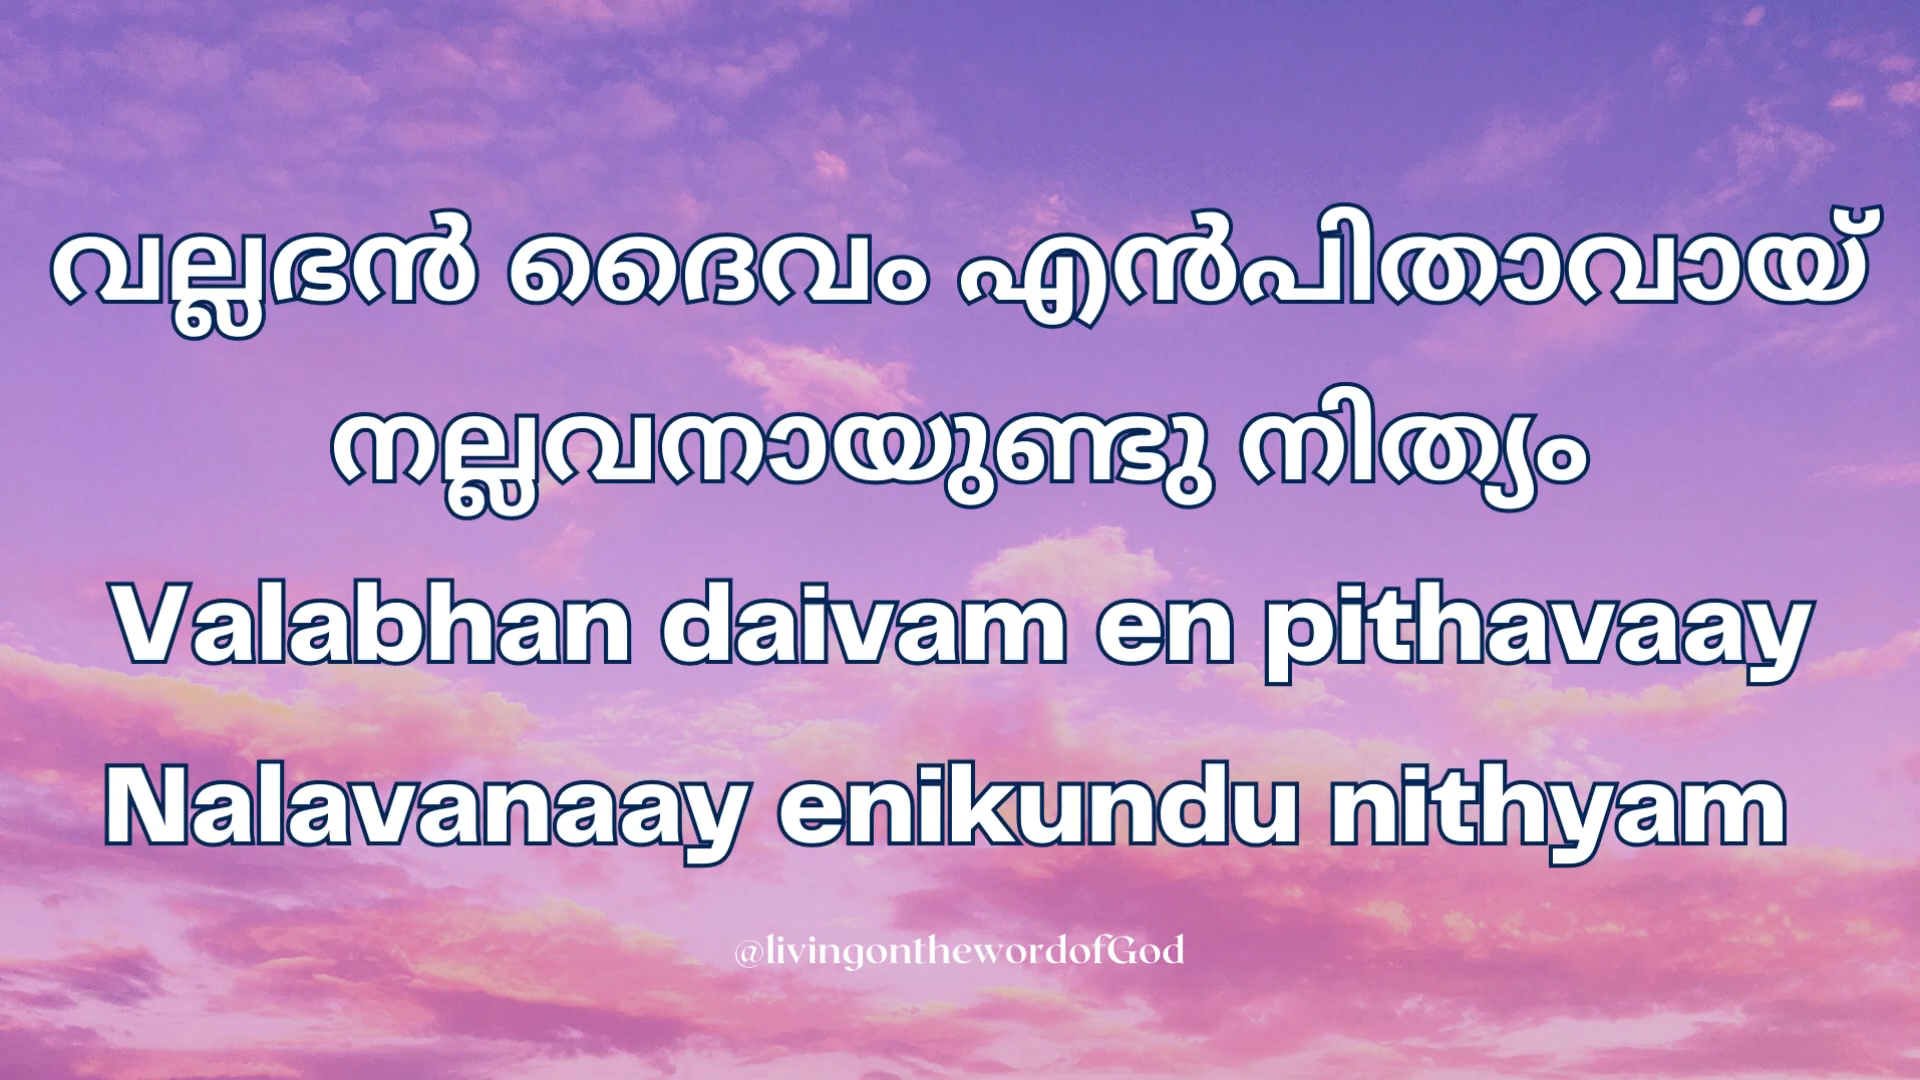 വല്ലഭൻ ദൈവം എൻപിതാവായ്
നല്ലവനായുണ്ടു നിത്യം
Valabhan daivam en pithavaay
Nalavanaay enikundu nithyam
@livingonthewordofGod